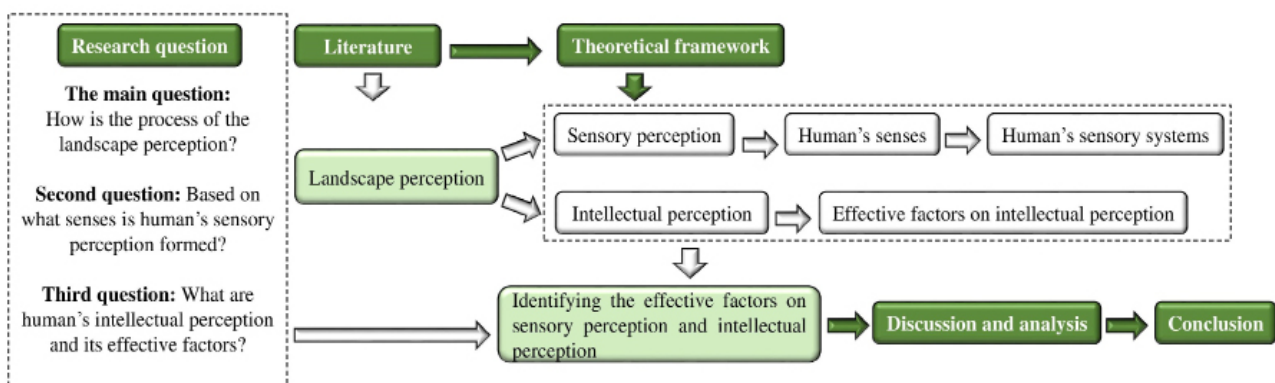 Research question
The main question:
How is the process of the
landscape perception?
Second question: Based on
what senses is human's sensory
perception formed?
Third question: What are
human's intellectual perception
and its effective factors?
Literature
Theoretical framework
Landscape perception
Sensory perception
Human's senses
Human's sensory systems
Intellectual perception
Effective factors on intellectual perception
Identifying the effective factors on
sensory perception and intellectual
perception
Discussion and analysis
Conclusion